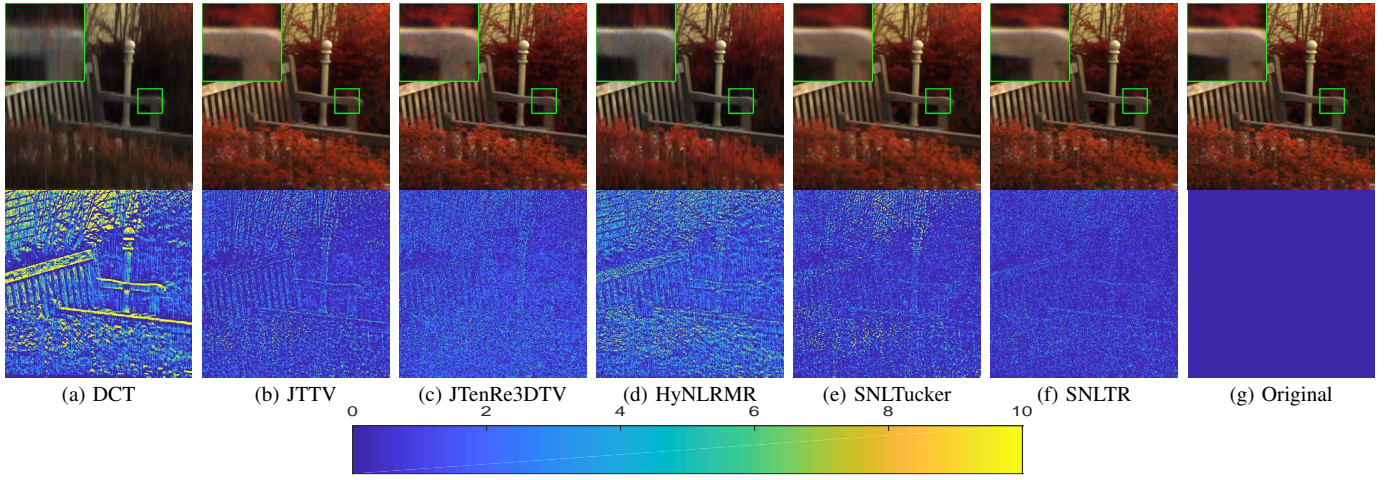 (a) DCT (b) JTTV (c) JTenRe3DTV (d) HyNLRMR (e) SNLTucker (f) SNLTR (g) Original
0 2 4 6 8 10